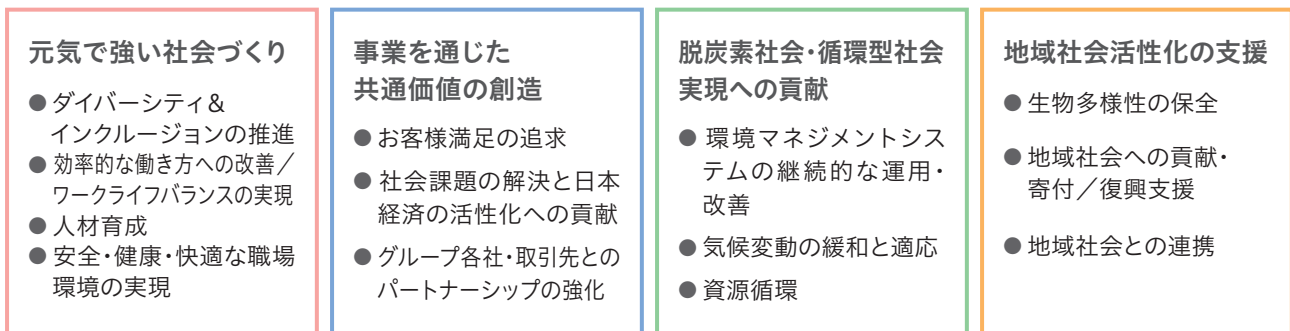 元気で強い社会づくり
● ダイバーシティ&
インクルージョンの推進
● 効率的な働き方への改善/
ワークライフバランスの実現
● 人材育成
● 安全・健康・快適な職場
環境の実現
事業を通じた
共通価値の創造
● お客様満足の追求
● 社会課題の解決と日本
経済の活性化への貢献
● グループ各社・取引先との
パートナーシップの強化
脱炭素社会・循環型社会
実現への貢献
● 環境マネジメントシス
テムの継続的な運用・
改善
● 気候変動の緩和と適応
● 資源循環
地域社会活性化の支援
● 生物多様性の保全
● 地域社会への貢献・
寄付/復興支援
● 地域社会との連携